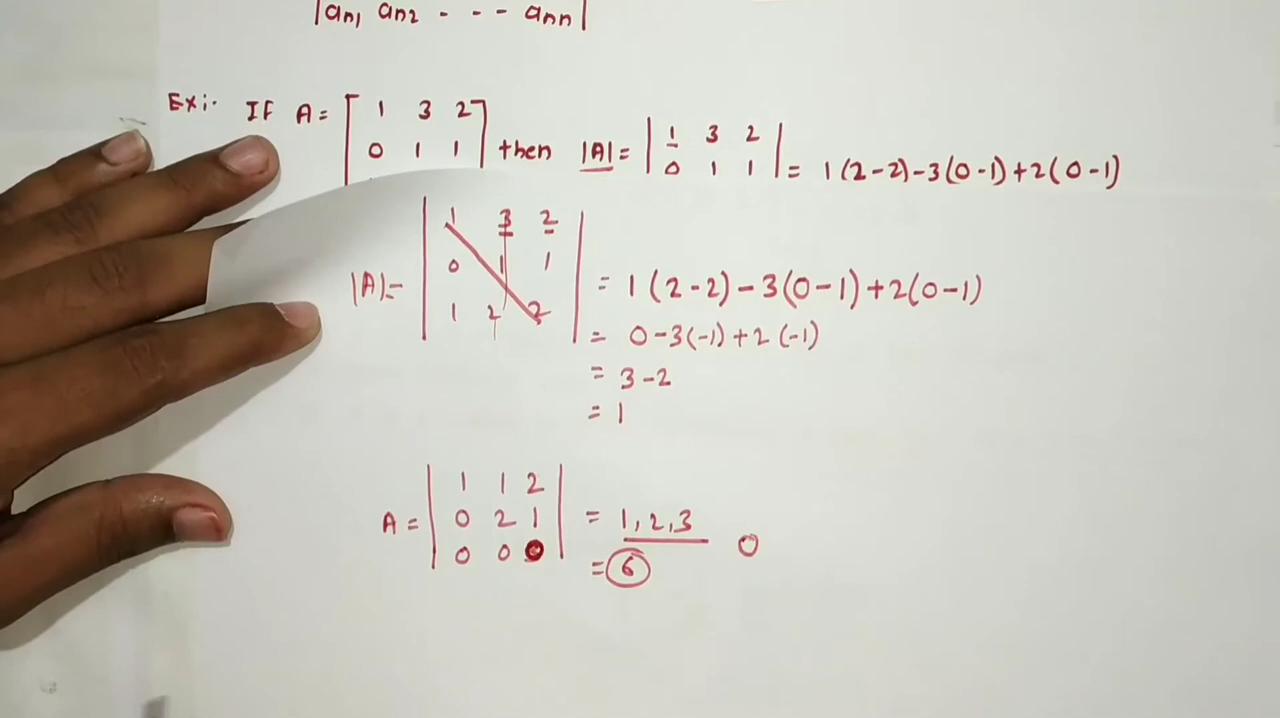 |an1 an2 - - - ann|
Ex:- If A = [ 1 3 2 ] then |A| = | 1 3 2 | = 1(2-2)-3(0-1)+2(0-1)
0 1 1 0 1 1
|A|= | 1 3 2 |
0 1 1 = 1(2-2)-3(0-1)+2(0-1)
1 2 2 = 0-3(-1)+2(-1)
= 3-2
= 1
A = | 1 1 2 |
0 2 1 = 1,2,3 0
0 0 = 6